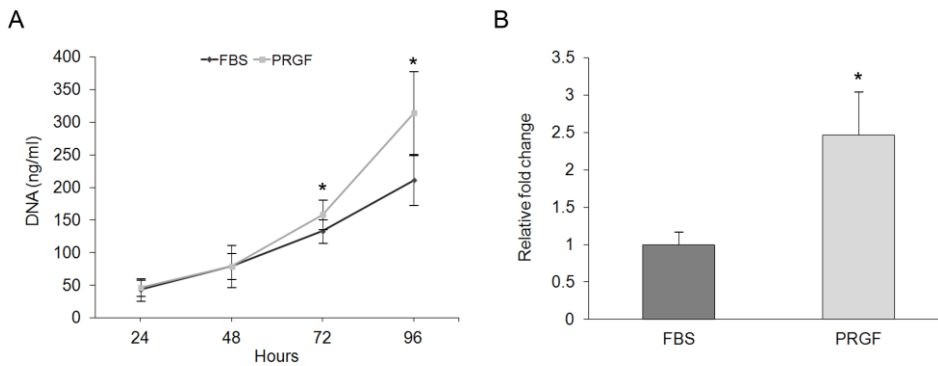 A
FBS PRGF
DNA (ng/ml)
400
350
300
250
200
150
100
50
0
*
*
24 48 72 96
Hours
B
Relative fold change
3.5
3
2.5
2
1.5
1
0.5
0
*
FBS PRGF